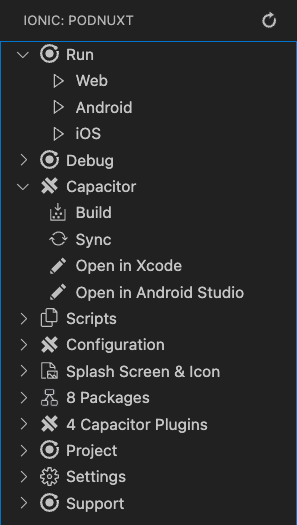 IONIC: PODNUXT
Run
Web
Android
iOS
Debug
Capacitor
Build
Sync
Open in Xcode
Open in Android Studio
Scripts
Configuration
Splash Screen & Icon
8 Packages
4 Capacitor Plugins
Project
Settings
Support